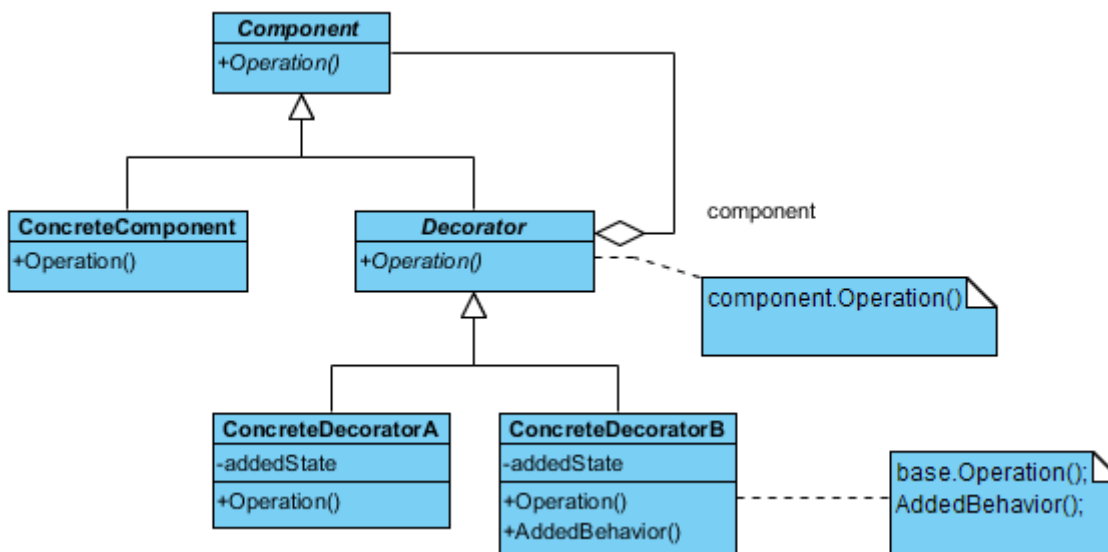 Component
+Operation()
ConcreteComponent
+Operation()
Decorator
+Operation()
component
component.Operation()
ConcreteDecoratorA
-addedState
+Operation()
ConcreteDecoratorB
-addedState
+Operation()
+AddedBehavior()
base.Operation();
AddedBehavior();